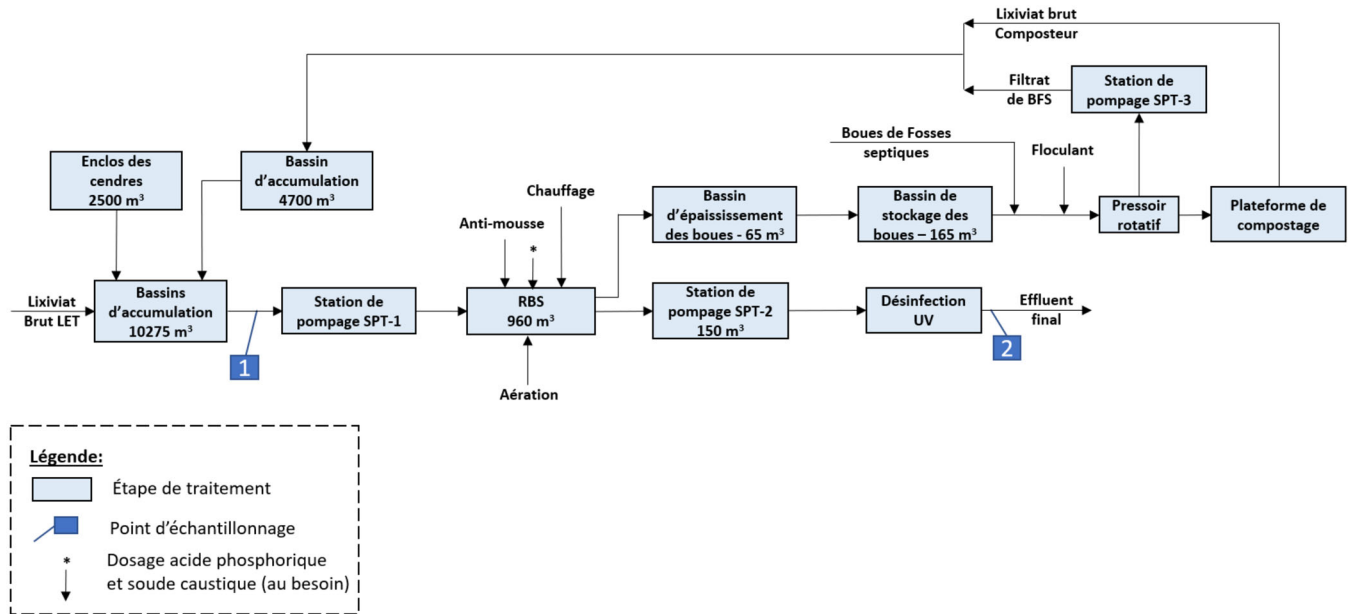 Lixiviat brut
Composteur
Filtrat
de BFS
Station de
pompage SPT-3
Boues de Fosses
septiques
Floculant
Enclos des
cendres
2500 m³
Bassin
d'accumulation
4700 m³
Chauffage
Anti-mousse
*
Bassin
d'épaississement
des boues - 65 m³
Bassin de
stockage des
boues – 165 m³
Pressoir
rotatif
Plateforme de
compostage
Lixiviat
Brut LET
Bassins
d'accumulation
10275 m³
1
Station de
pompage SPT-1
RBS
960 m³
Aération
Station de
pompage SPT-2
150 m³
Désinfection
UV
Effluent
final
2
Légende:
Étape de traitement
Point d'échantillonnage
* Dosage acide phosphorique
et soude caustique (au besoin)